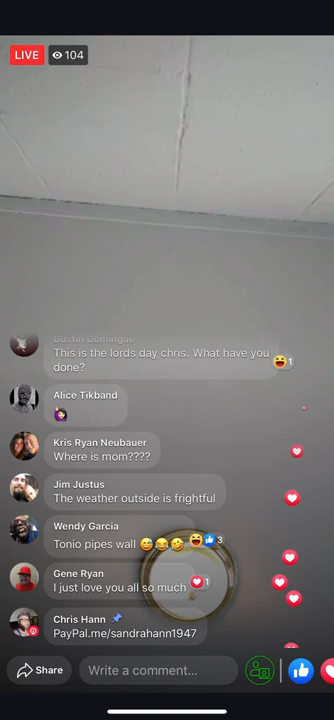 LIVE
104
Dustin Domingue
This is the lords day chris. What have you
done?
1
Alice Tikband
Kris Ryan Neubauer
Where is mom????
Jim Justus
The weather outside is frightful
Wendy Garcia
Tonio pipes wall 😅😂🤣
3
Gene Ryan
I just love you all so much
1
Chris Hann
PayPal.me/sandrahann1947
Share
Write a comment...